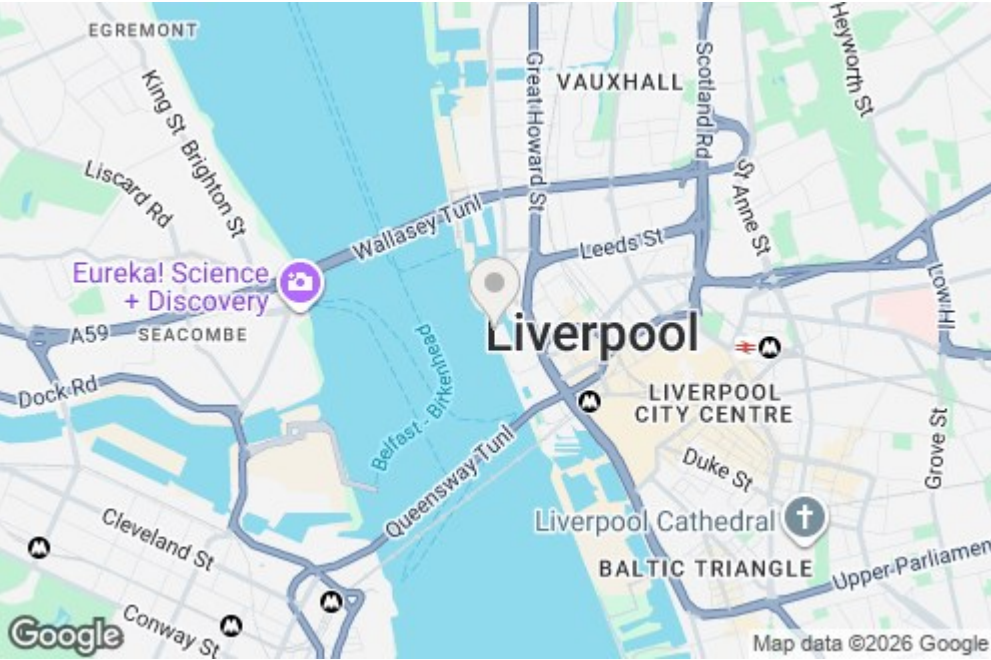 EGREMONT
King St
Brighton St
Liscard Rd
Great Howard St
VAUXHALL
Scotland Rd
Heyworth St
St Anne St
Wallasey Tunl
Leeds St
Eureka! Science
+ Discovery
A59
SEACOMBE
Low Hill
Liverpool
Dock Rd
Belfast - Birkenhead
LIVERPOOL
CITY CENTRE
Grove St
Queensway Tunl
Duke St
Liverpool Cathedral
Cleveland St
BALTIC TRIANGLE
Upper Parliamen
Conway St
Google
Map data ©2026 Google